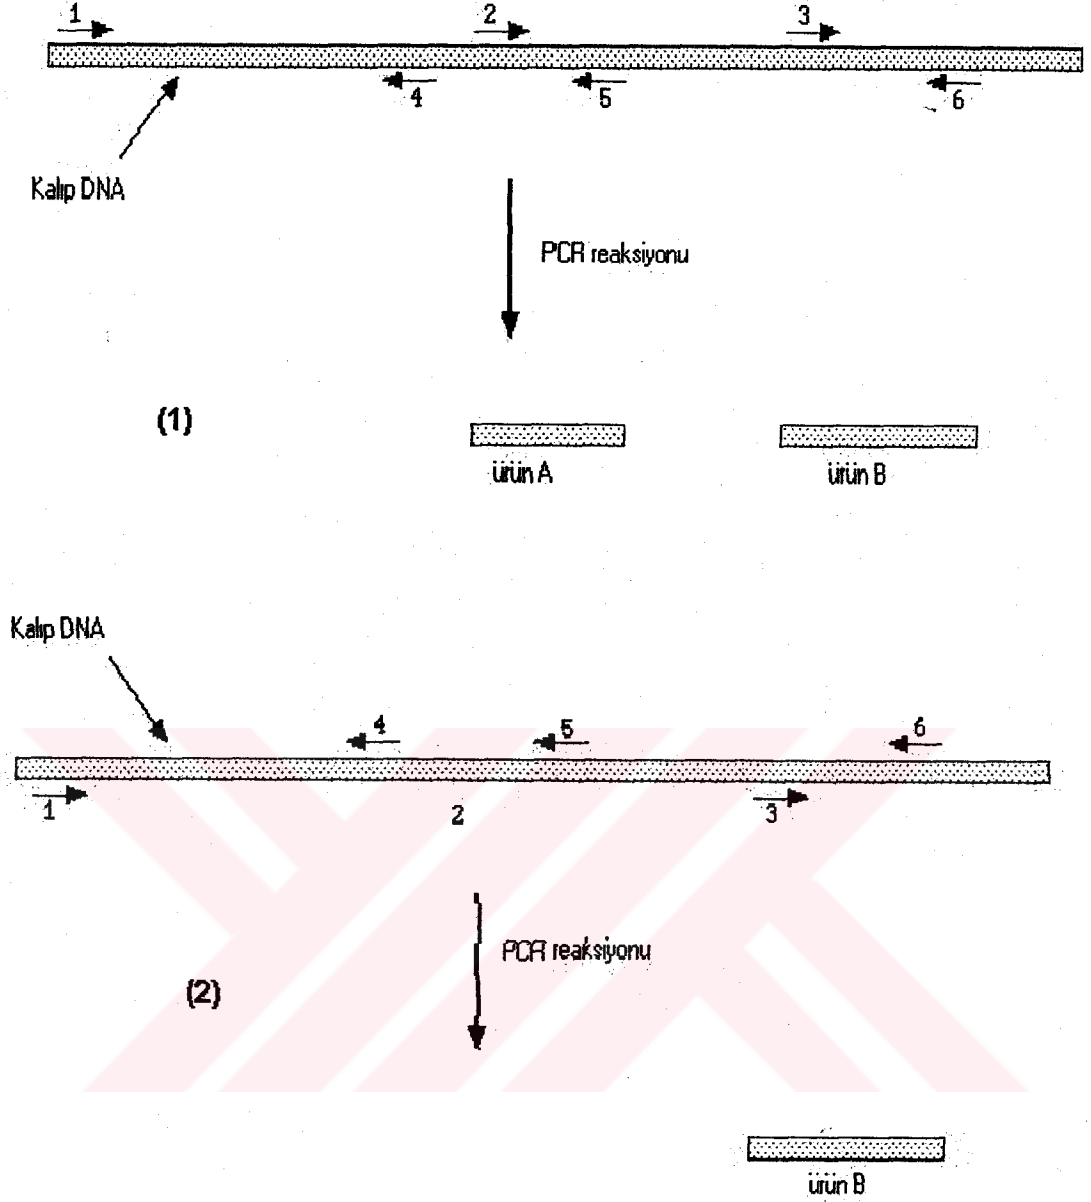 1 2 3
4 5 6
Kalıp DNA
PCR reaksiyonu
(1)
ürün A ürün B
Kalıp DNA
4 5 6
1 2 3
PCR reaksiyonu
(2)
ürün B